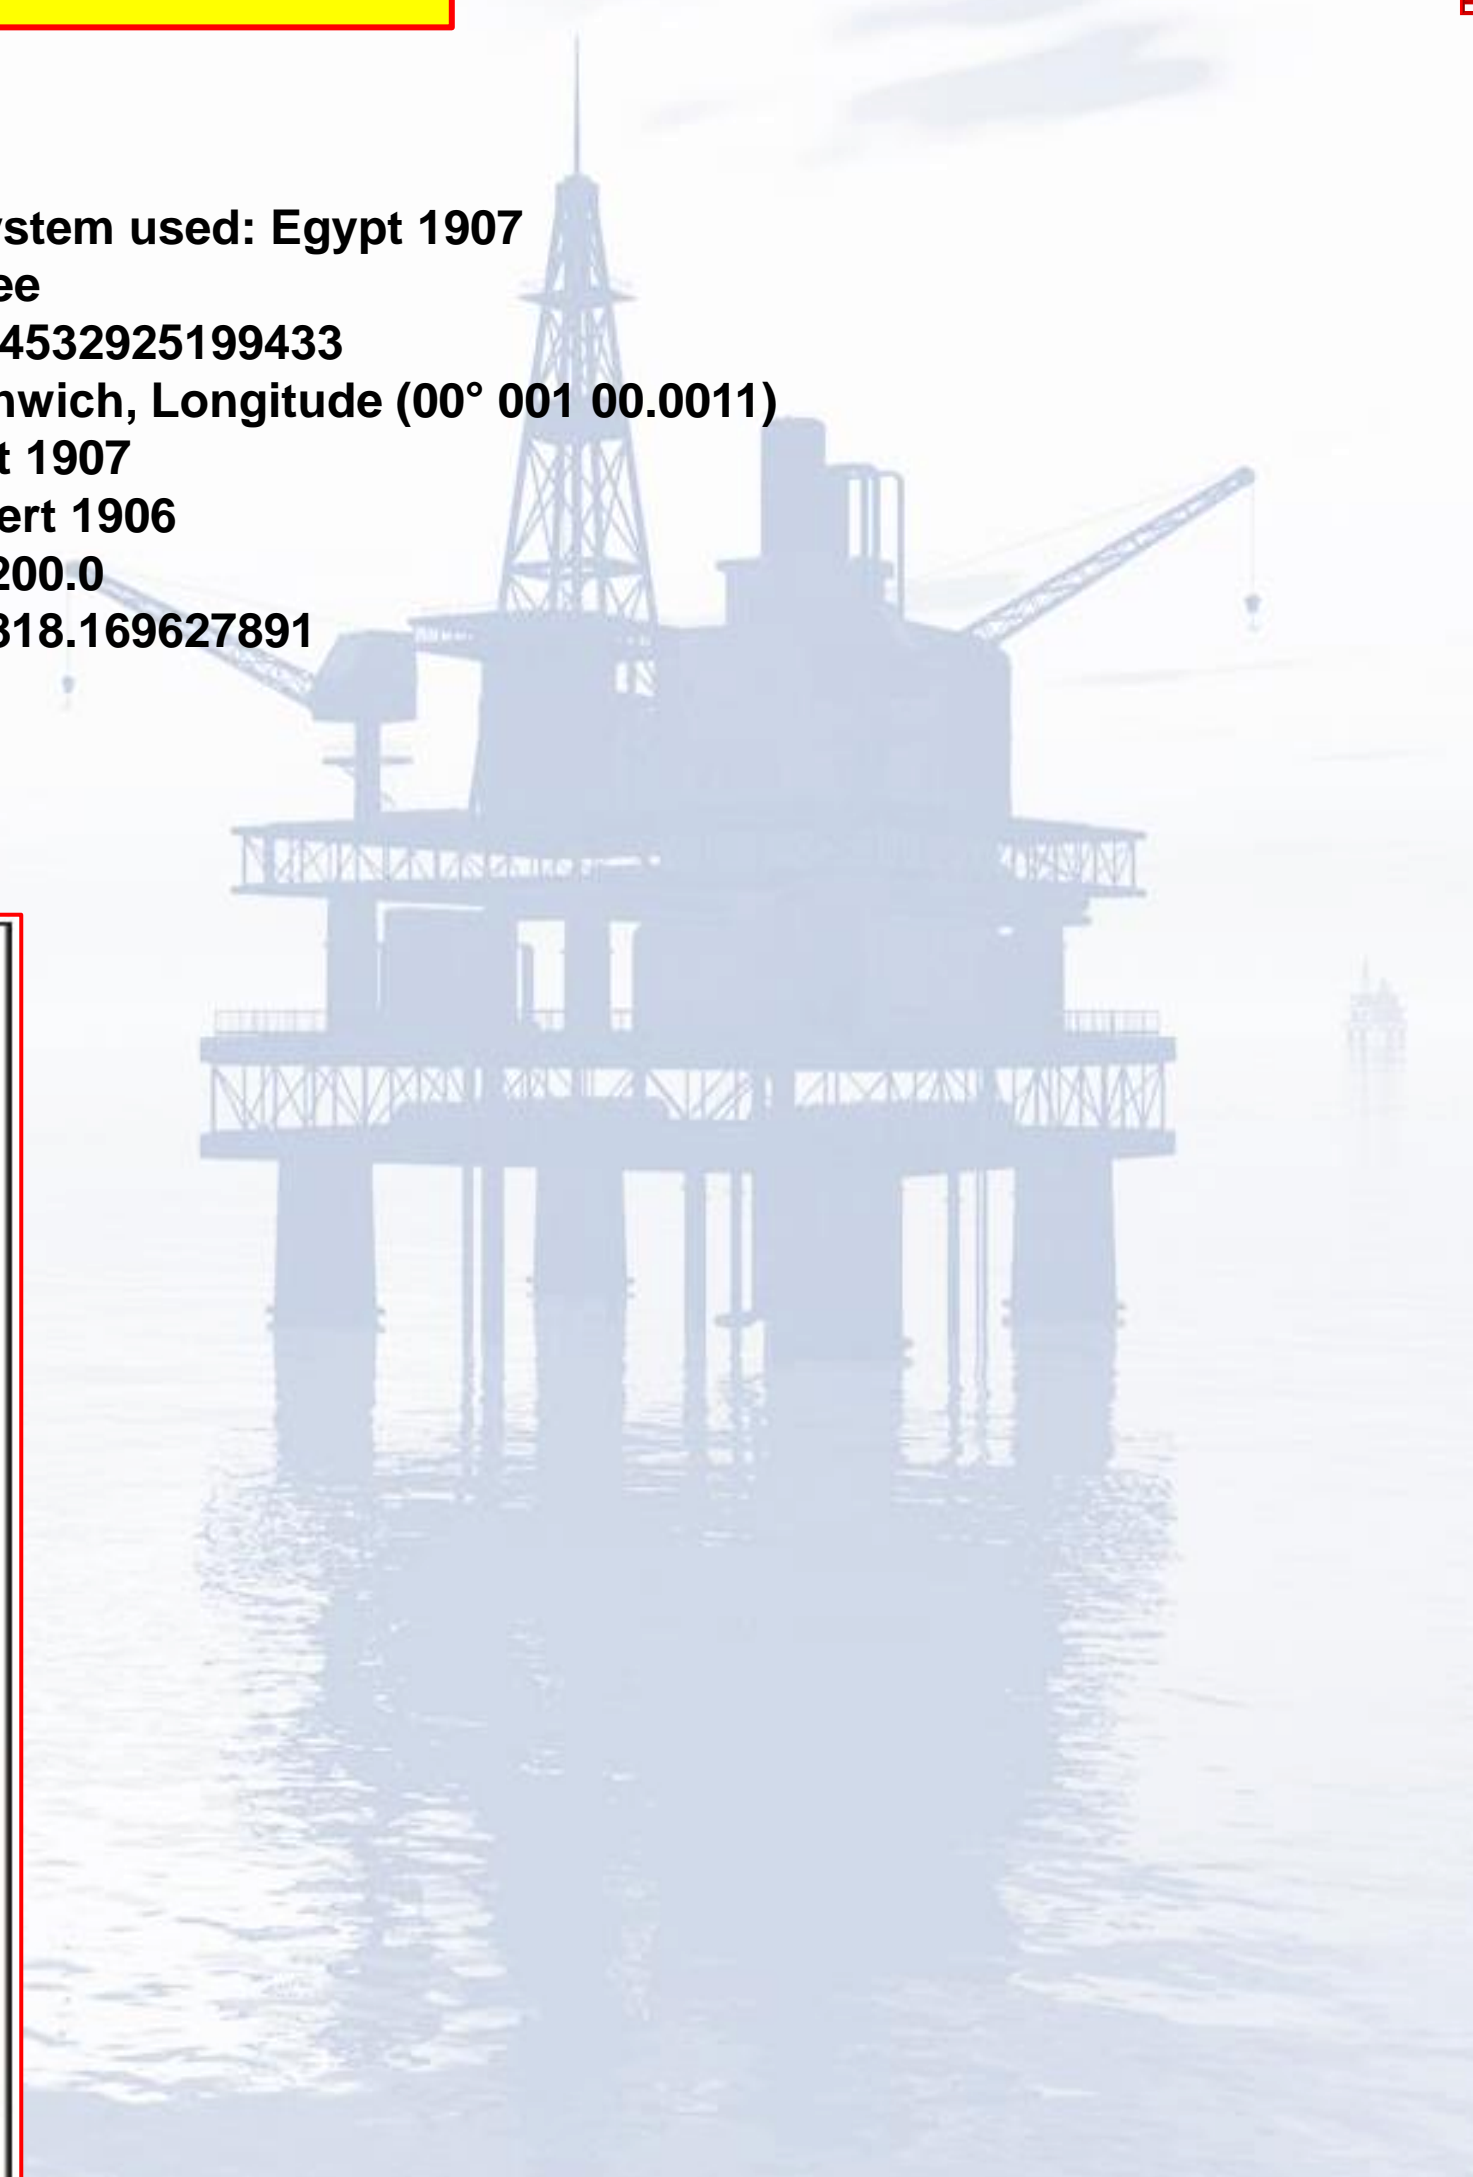 ystem used: Egypt 1907
ee
4532925199433
nwich, Longitude (00° 001 00.0011)
t 1907
ert 1906
200.0
318.169627891